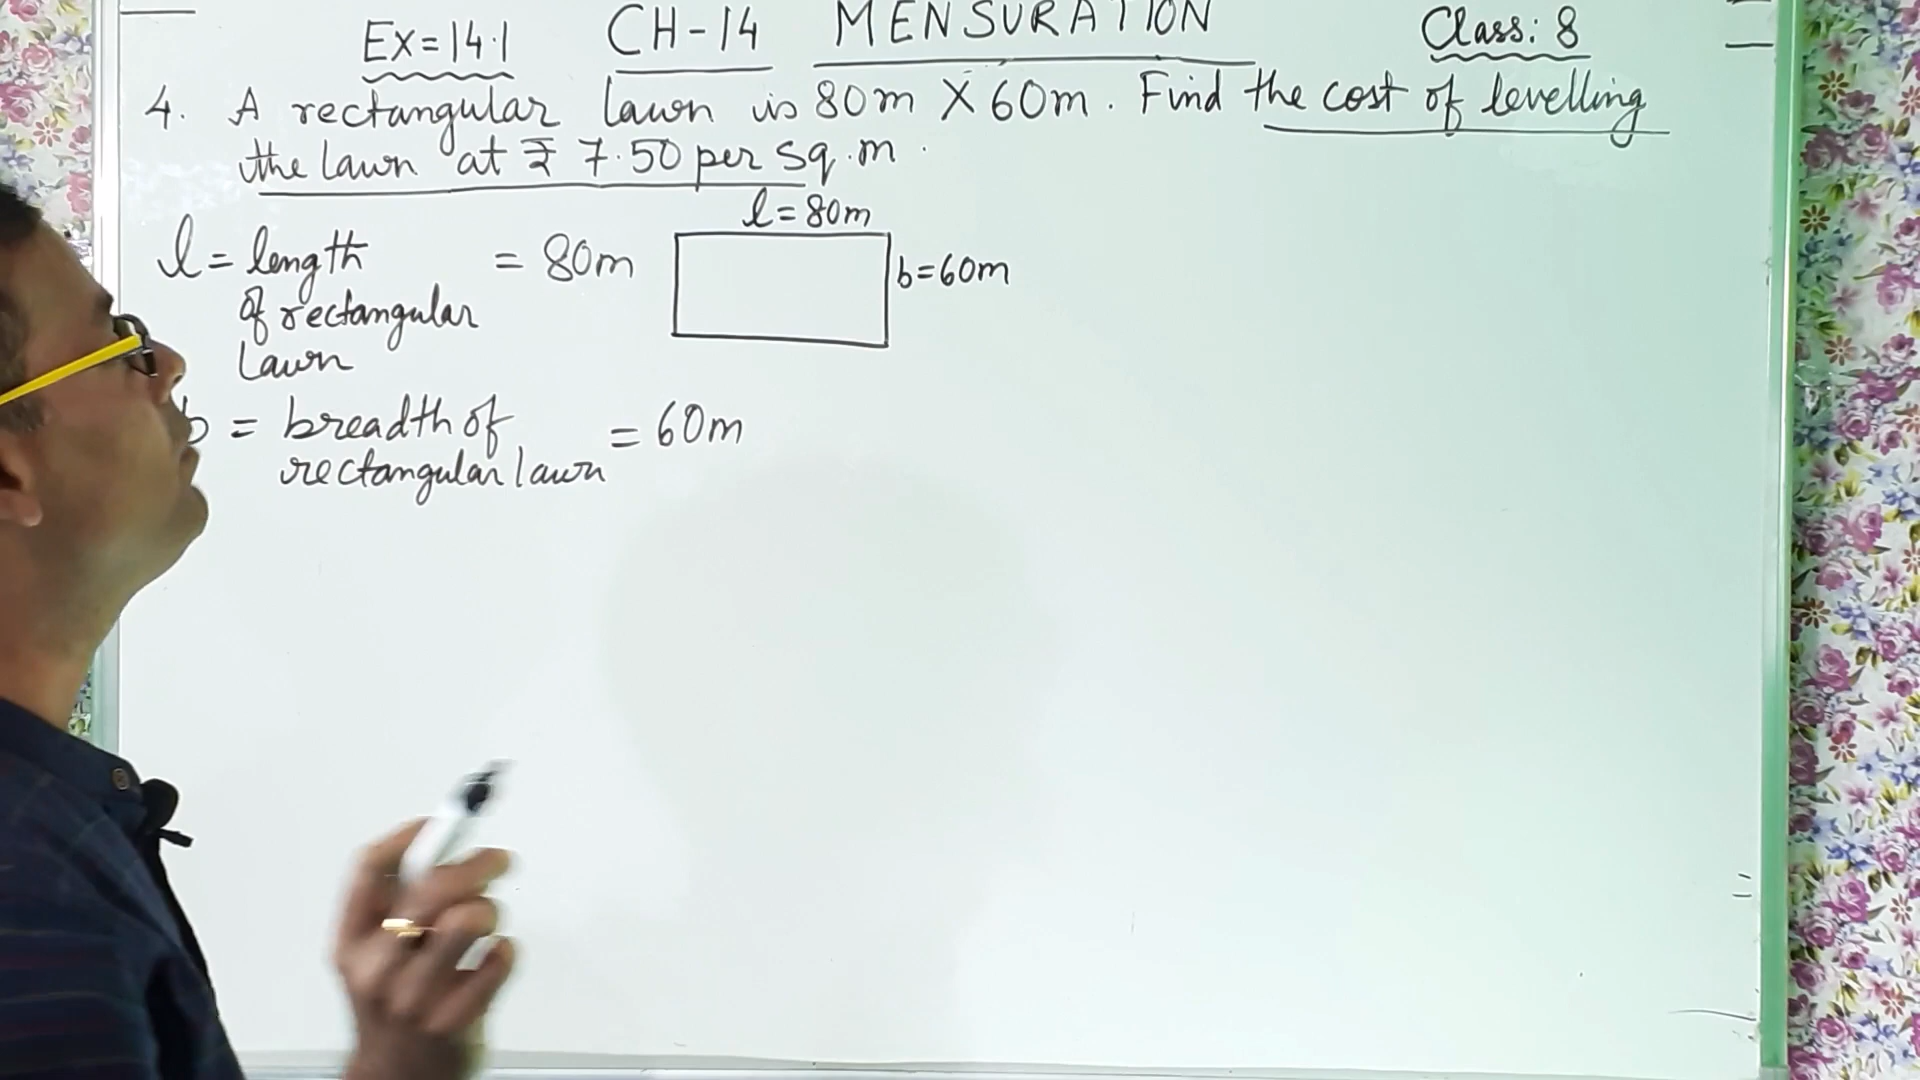 Ex=14.1 CH-14 MENSURATION Class: 8
4. A rectangular lawn is 80m X 60m. Find the cost of levelling
the lawn at ₹ 7.50 per sq.m.
l=80m
l = length = 80m
b=60m
of rectangular
lawn
b = breadth of = 60m
rectangular lawn